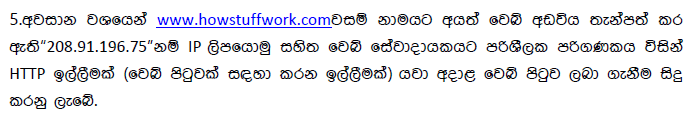 5.අවසාන වශයෙන් www.howstuffwork.comවසම් නාමයට අයත් වෙබ් අඩවිය තැන්පත් කර
ඇති“208.91.196.75”නම් IP ලිපයොමු සහිත වෙබ් සේවාදායකයට පරිශීලක පරිගණකය විසින්
HTTP ඉල්ලීමක් (වෙබ් පිටුවක් සඳහා කරන ඉල්ලීමක්) යවා අදාළ වෙබ් පිටුව ලබා ගැනීම සිදු
කරනු ලැබේ.